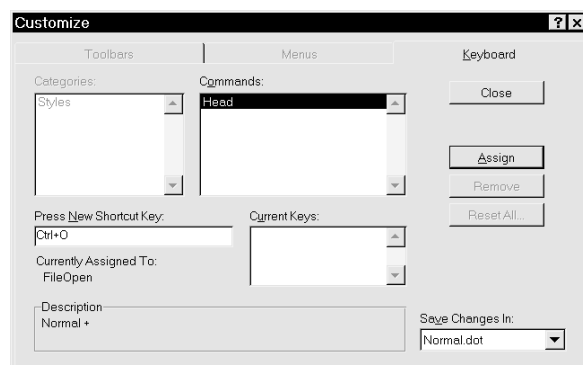 Customize
Toolbars Menus Keyboard
Categories: Commands:
Styles Head Close
Assign
Remove
Press New Shortcut Key: Current Keys: Reset All...
Ctrl+O
Currently Assigned To:
FileOpen
Description
Normal +
Save Changes In:
Normal.dot